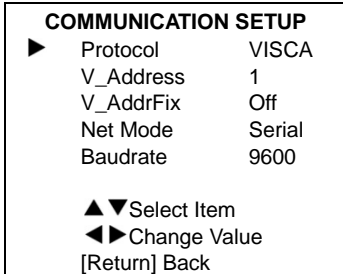 COMMUNICATION SETUP
▶ Protocol VISCA
V_Address 1
V_AddrFix Off
Net Mode Serial
Baudrate 9600
▲▼Select Item
◀▶Change Value
[Return] Back